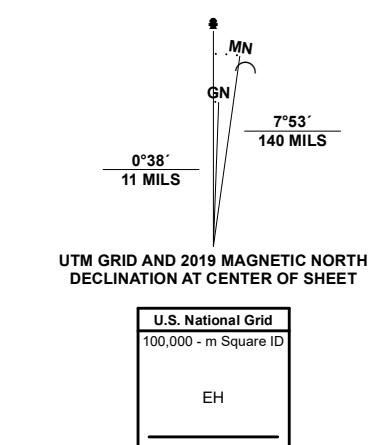 MN
GN
7°53´
140 MILS
0°38´
11 MILS
UTM GRID AND 2019 MAGNETIC NORTH
DECLINATION AT CENTER OF SHEET
U.S. National Grid
100,000 - m Square ID
EH